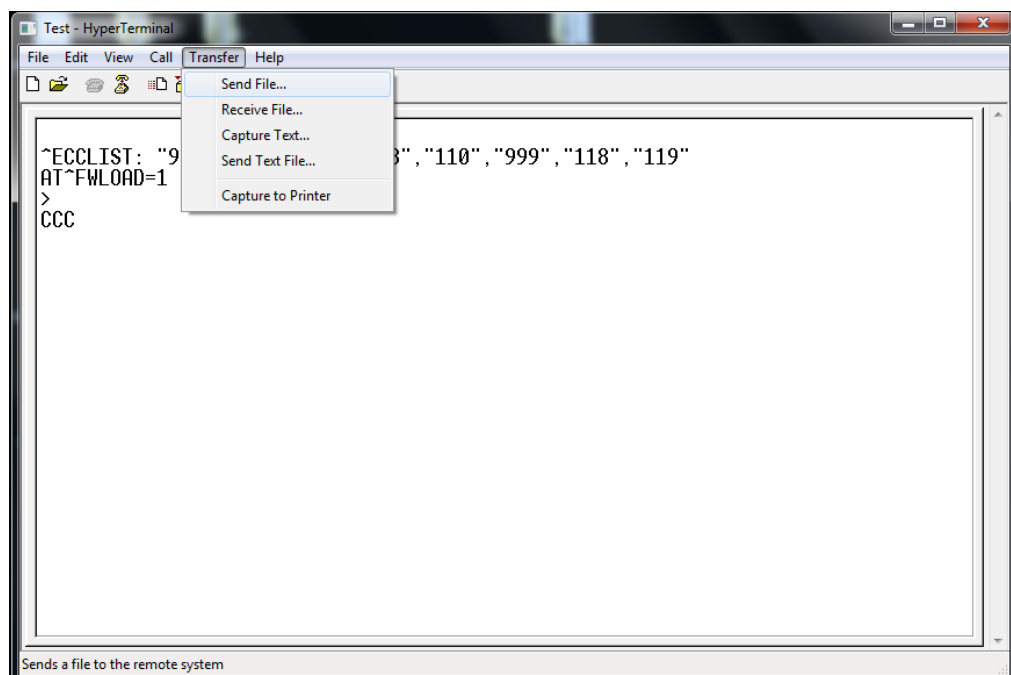 Test - HyperTerminal
File Edit View Call Transfer Help
Send File...
Receive File...
Capture Text...
Send Text File...
Capture to Printer
^ECCLIST: "9 ","110","999","118","119"
AT^FWLOAD=1
>
CCC
Sends a file to the remote system